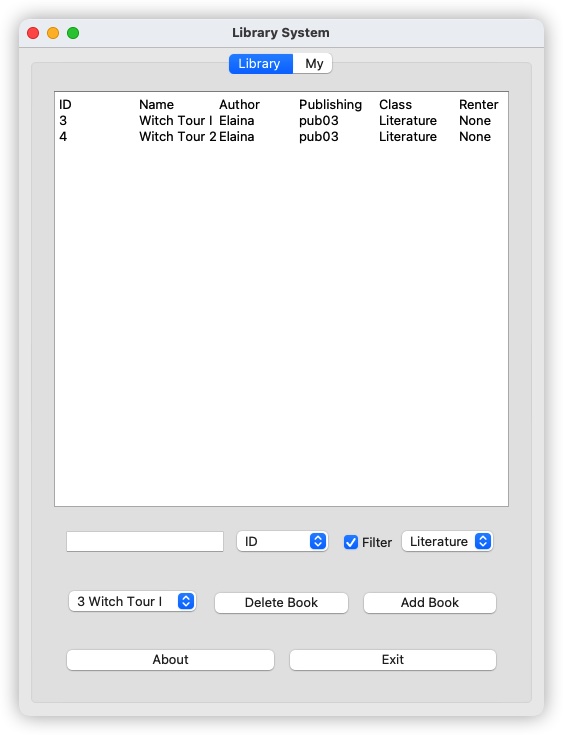 Library System
Library My
ID Name Author Publishing Class Renter
3 Witch Tour I Elaina pub03 Literature None
4 Witch Tour 2 Elaina pub03 Literature None
ID Filter Literature
3 Witch Tour I Delete Book Add Book
About Exit